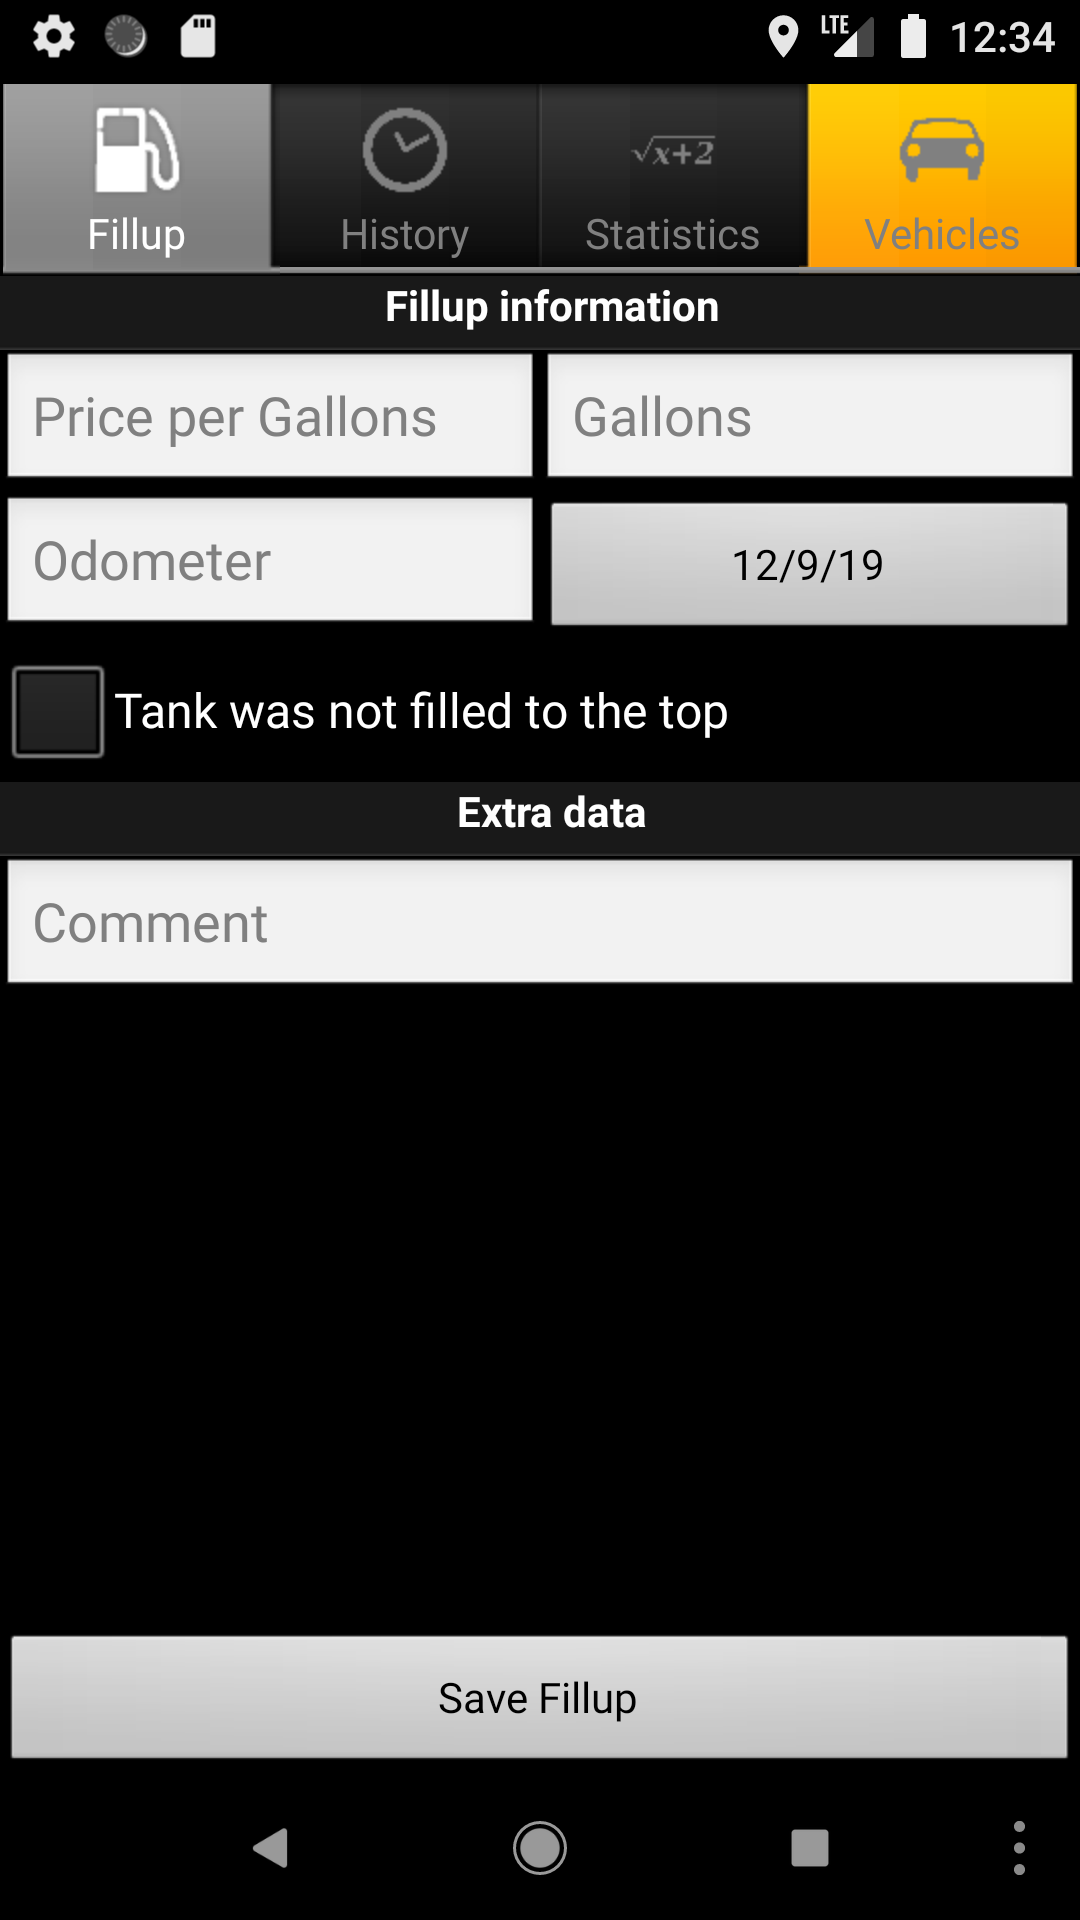 LTE 12:34
Fillup History √x+2 Statistics Vehicles
Fillup information
Price per Gallons Gallons
Odometer 12/9/19
Tank was not filled to the top
Extra data
Comment
Save Fillup